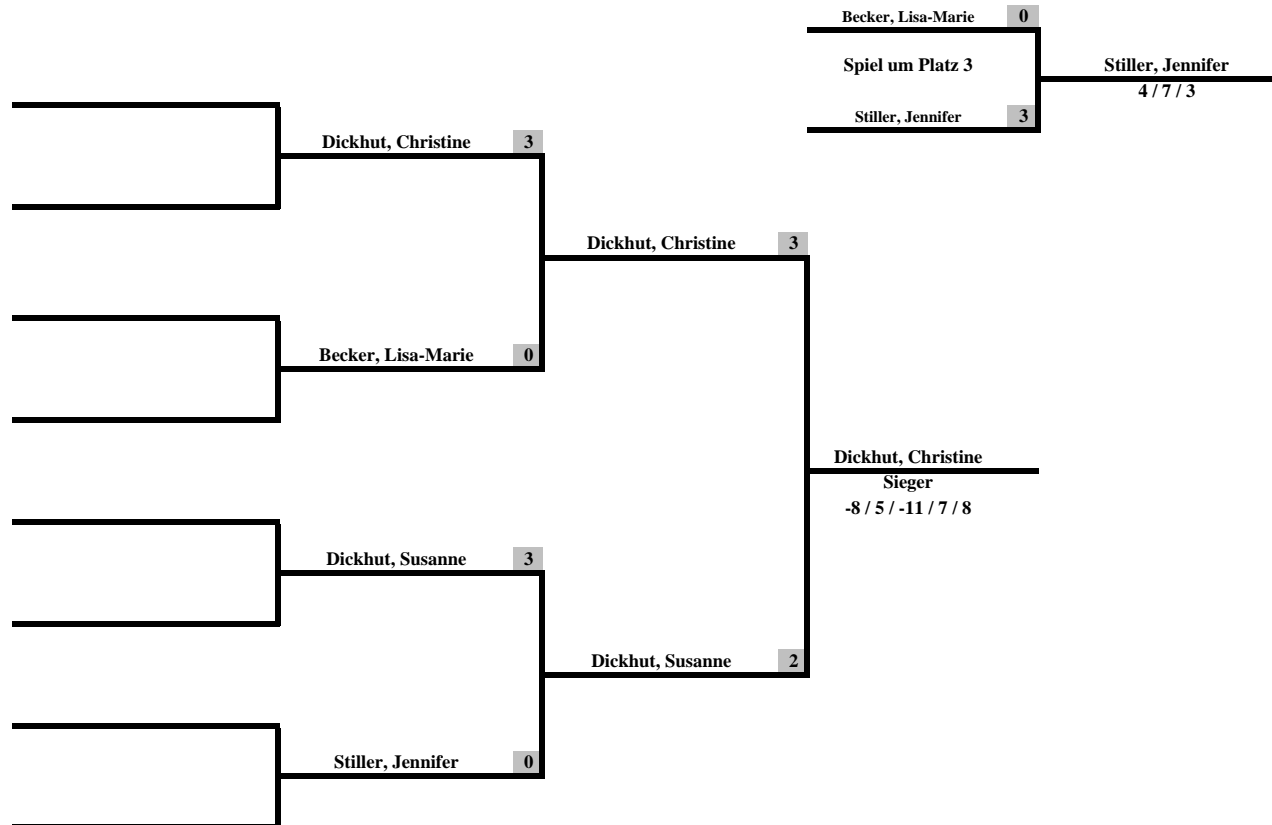 Becker, Lisa-Marie 0
Spiel um Platz 3
Stiller, Jennifer
4 / 7 / 3
Stiller, Jennifer 3
Dickhut, Christine 3
Dickhut, Christine 3
Becker, Lisa-Marie 0
Dickhut, Christine
Sieger
-8 / 5 / -11 / 7 / 8
Dickhut, Susanne 3
Dickhut, Susanne 2
Stiller, Jennifer 0